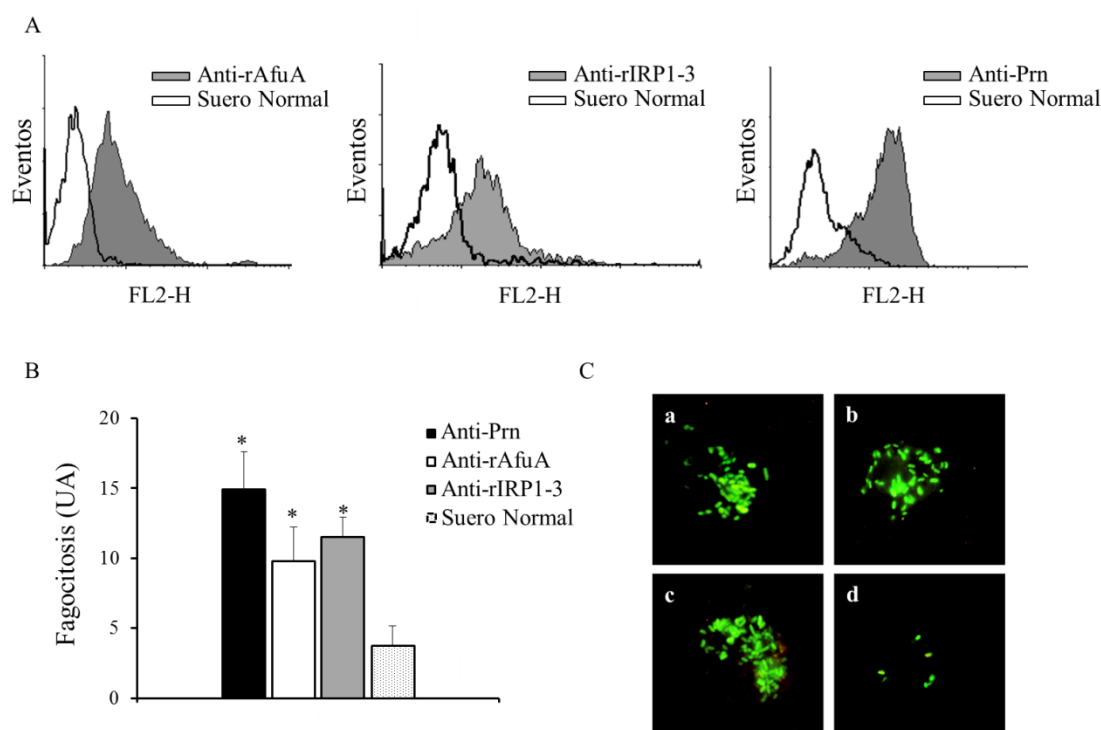 A
Anti-rAfuA
Suero Normal
Eventos
FL2-H
Anti-rIRP1-3
Suero Normal
Eventos
FL2-H
Anti-Prn
Suero Normal
Eventos
FL2-H
B
Fagocitosis (UA)
20
15
10
5
0
*
*
*
Anti-Prn
Anti-rAfuA
Anti-rIRP1-3
Suero Normal
C
a
b
c
d